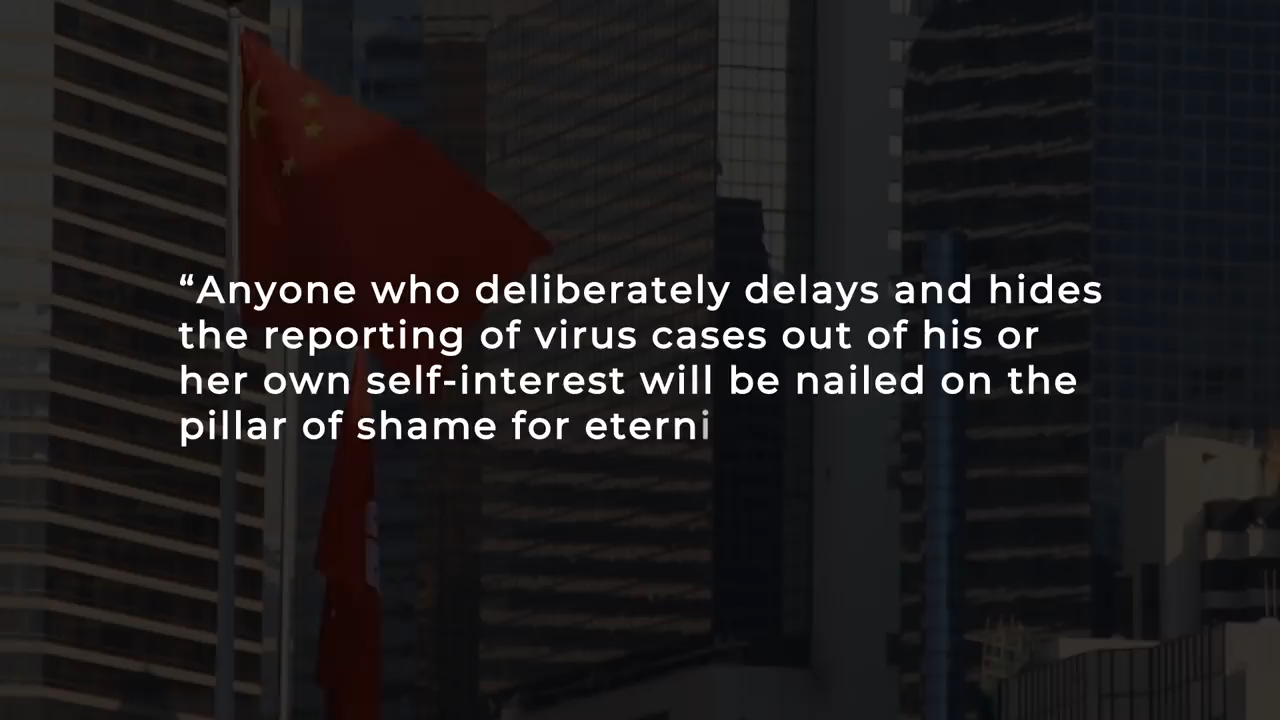 “Anyone who deliberately delays and hides
the reporting of virus cases out of his or
her own self-interest will be nailed on the
pillar of shame for eterni